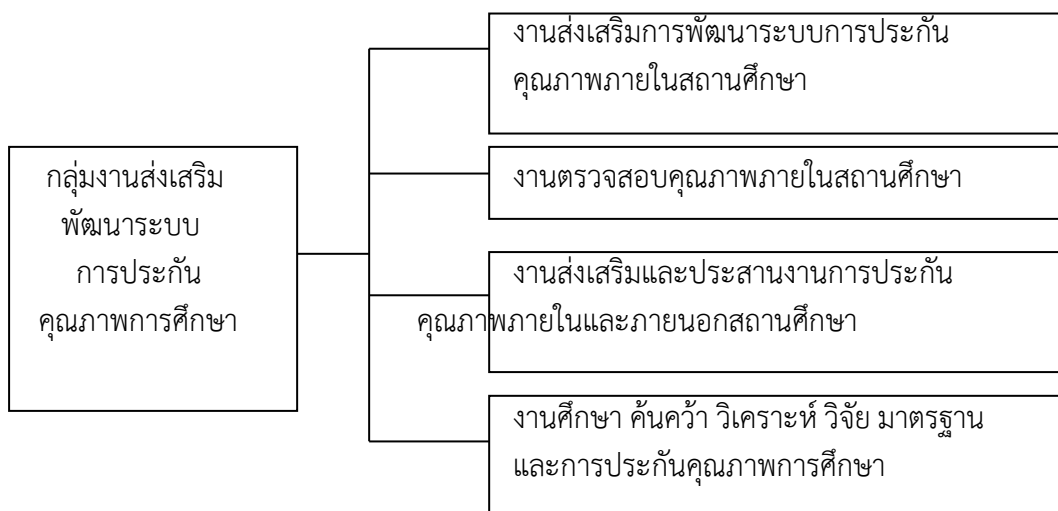 กลุ่มงานส่งเสริม
พัฒนาระบบ
การประกัน
คุณภาพการศึกษา
งานส่งเสริมการพัฒนาระบบการประกัน
คุณภาพภายในสถานศึกษา
งานตรวจสอบคุณภาพภายในสถานศึกษา
งานส่งเสริมและประสานงานการประกัน
คุณภาพภายในและภายนอกสถานศึกษา
งานศึกษา ค้นคว้า วิเคราะห์ วิจัย มาตรฐาน
และการประกันคุณภาพการศึกษา